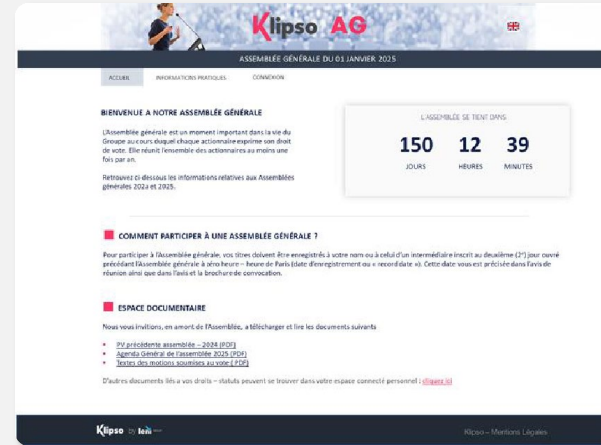 Klipso AG
ASSEMBLÉE GÉNÉRALE DU 01 JANVIER 2025
ACCUEIL INFORMATIONS PRATIQUES CONNEXION
BIENVENUE A NOTRE ASSEMBLÉE GÉNÉRALE
L'Assemblée générale est un moment important dans la vie du
Groupe au cours duquel chaque actionnaire exprime son droit
de vote. Elle réunit l'ensemble des actionnaires au moins une
fois par an.
Retrouvez ci-dessous les informations relatives aux Assemblées
générales 202a et 2025.
L'ASSEMBLÉE SE TIENT DANS
150 12 39
JOURS HEURES MINUTES
COMMENT PARTICIPER À UNE ASSEMBLÉE GÉNÉRALE ?
Pour participer à l'Assemblée générale, vos titres doivent être enregistrés à votre nom ou à celui d'un intermédiaire inscrit au deuxième (2°) jour ouvré
précédant l'Assemblée générale à zéro heure – heure de Paris (date d'enregistrement ou « record date »). Cette date vous est précisée dans l'avis de
réunion ainsi que dans l'avis et la brochure de convocation.
ESPACE DOCUMENTAIRE
Nous vous invitons, en amont de l'Assemblée, a télécharger et lire les documents suivants
PV précédente assemblée – 2024 (PDF)
Agenda Général de l'assemblée 2025 (PDF)
Textes des motions soumises au vote ( PDF)
D'autres documents liés a vos droits – statuts peuvent se trouver dans votre espace connecté personnel : cliquez ici
Klipso by leni
Klipso – Mentions Légales